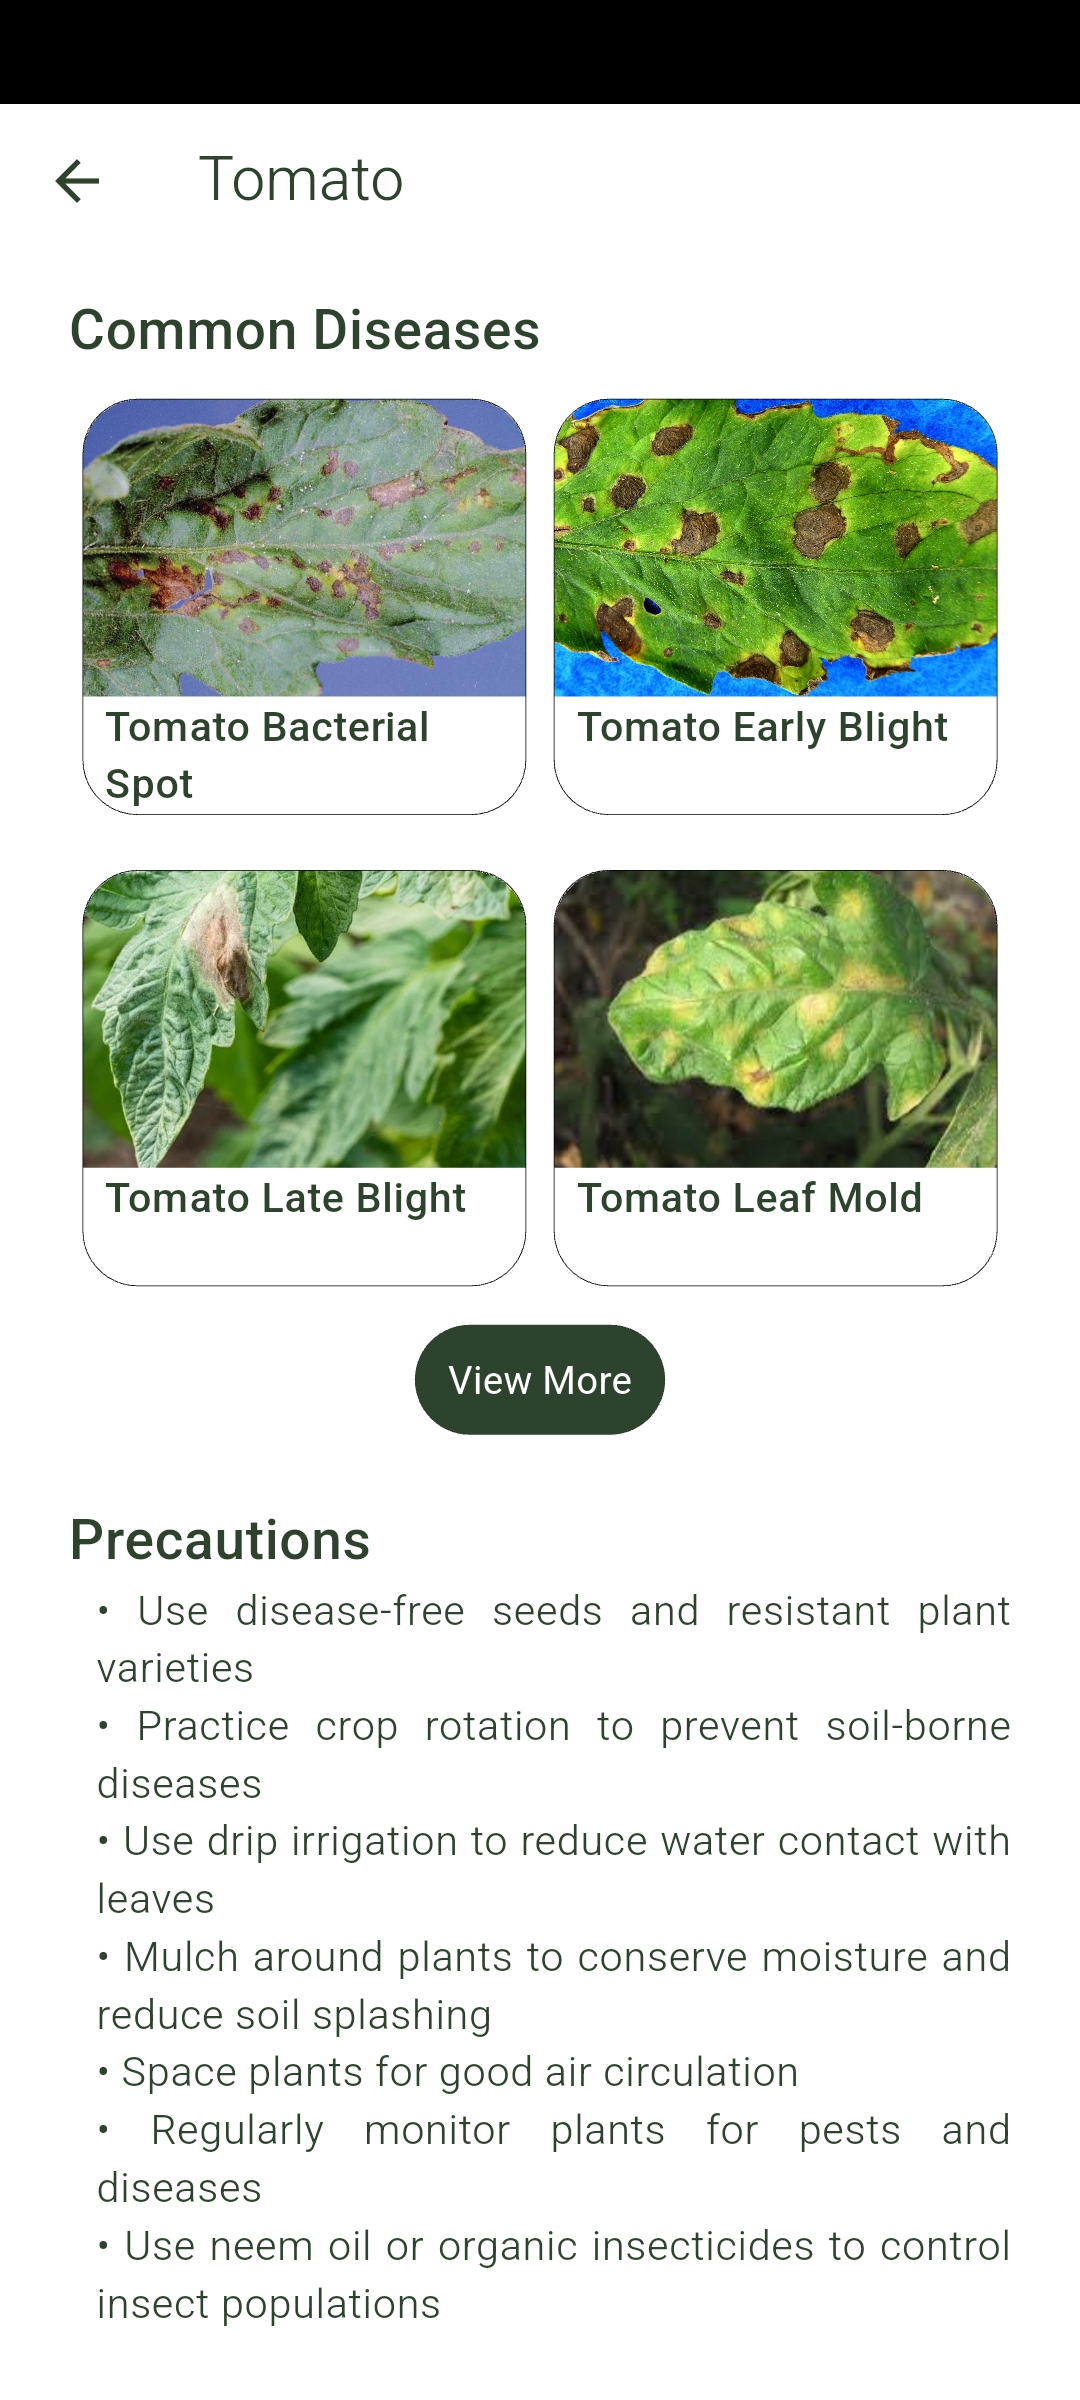 Tomato
Common Diseases
Tomato Bacterial
Spot
Tomato Early Blight
Tomato Late Blight
Tomato Leaf Mold
View More
Precautions
• Use disease-free seeds and resistant plant
varieties
• Practice crop rotation to prevent soil-borne
diseases
• Use drip irrigation to reduce water contact with
leaves
• Mulch around plants to conserve moisture and
reduce soil splashing
• Space plants for good air circulation
• Regularly monitor plants for pests and
diseases
• Use neem oil or organic insecticides to control
insect populations